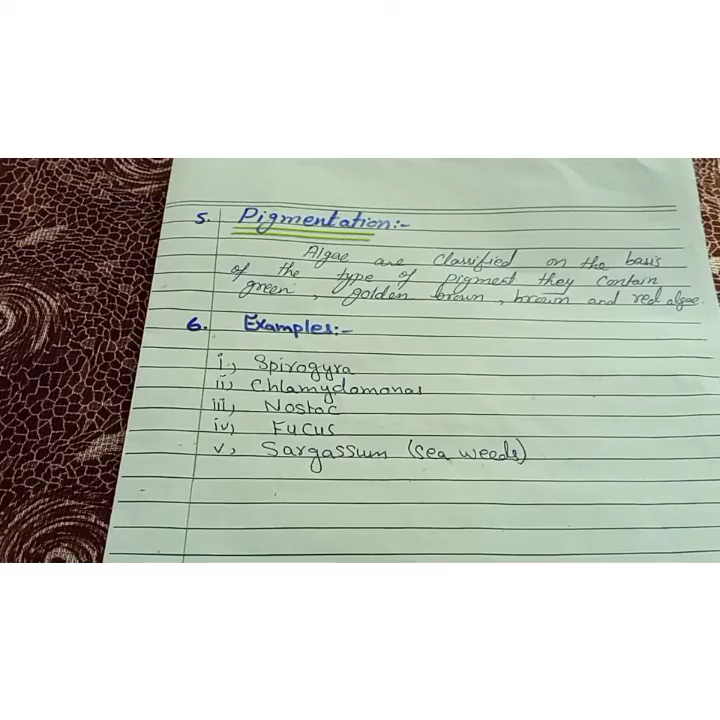 5. Pigmentation:-
Algae are classified on the basis
of the type of pigment they contain
green, golden brown, brown and red algae.
6. Examples:-
i., Spirogyra
ii, Chlamydomonas
iii, Nostoc
iv, Fucus
v, Sargassum (sea weeds)